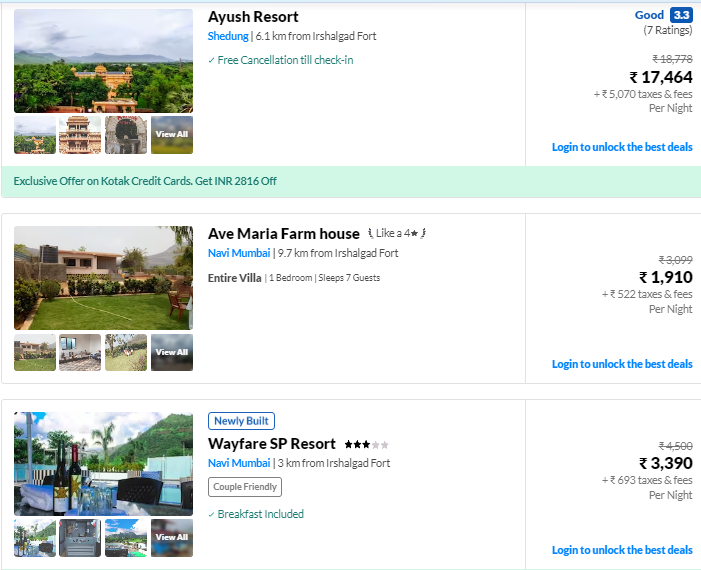 Ayush Resort
Shedung | 6.1 km from Irshalgad Fort
✓ Free Cancellation till check-in
Good 3.3
(7 Ratings)
₹ 18,778
₹ 17,464
+ ₹ 5,070 taxes & fees
Per Night
View All
Login to unlock the best deals
Exclusive Offer on Kotak Credit Cards. Get INR 2816 Off
Ave Maria Farm house Like a 4★
Navi Mumbai | 9.7 km from Irshalgad Fort
Entire Villa | 1 Bedroom | Sleeps 7 Guests
₹ 3,099
₹ 1,910
+ ₹ 522 taxes & fees
Per Night
View All
Login to unlock the best deals
Newly Built
Wayfare SP Resort ★★★★★
Navi Mumbai | 3 km from Irshalgad Fort
Couple Friendly
✓ Breakfast Included
₹ 4,500
₹ 3,390
+ ₹ 693 taxes & fees
Per Night
View All
Login to unlock the best deals